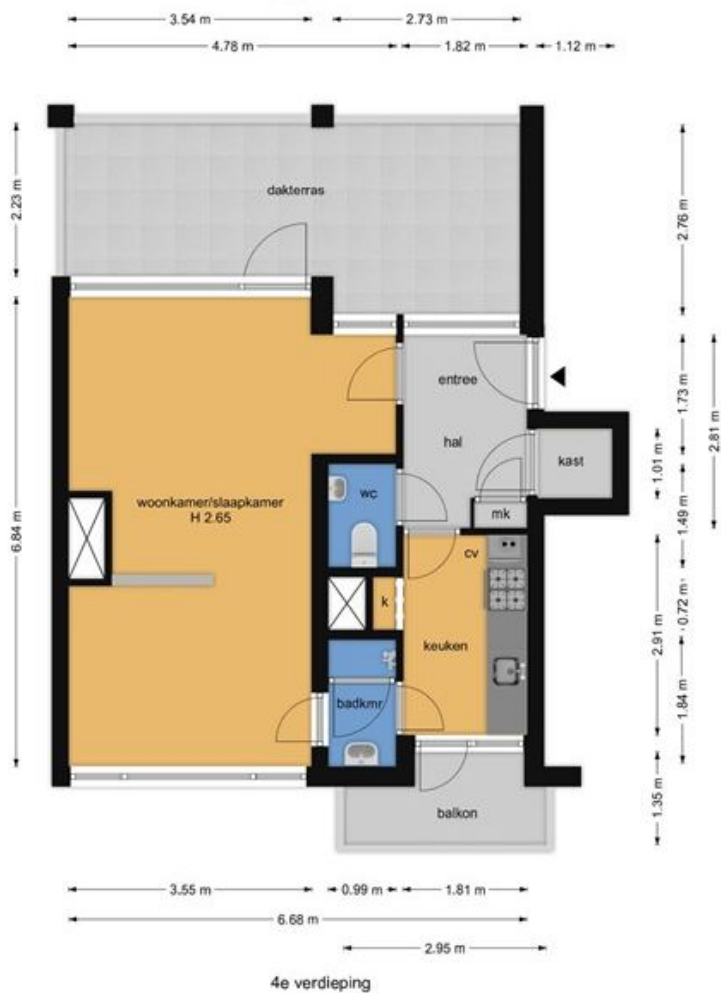 3.54 m
2.73 m
4.78 m
1.82 m
1.12 m
2.23 m
6.84 m
dakterras
2.76 m
entree
hal
kast
1.73 m
2.81 m
1.01 m
1.49 m
woonkamer/slaapkamer
H 2.65
wc
mk
cv
k
keuken
0.72 m
2.91 m
1.84 m
badkmr
balkon
1.35 m
3.55 m
0.99 m
1.81 m
6.68 m
2.95 m
4e verdieping